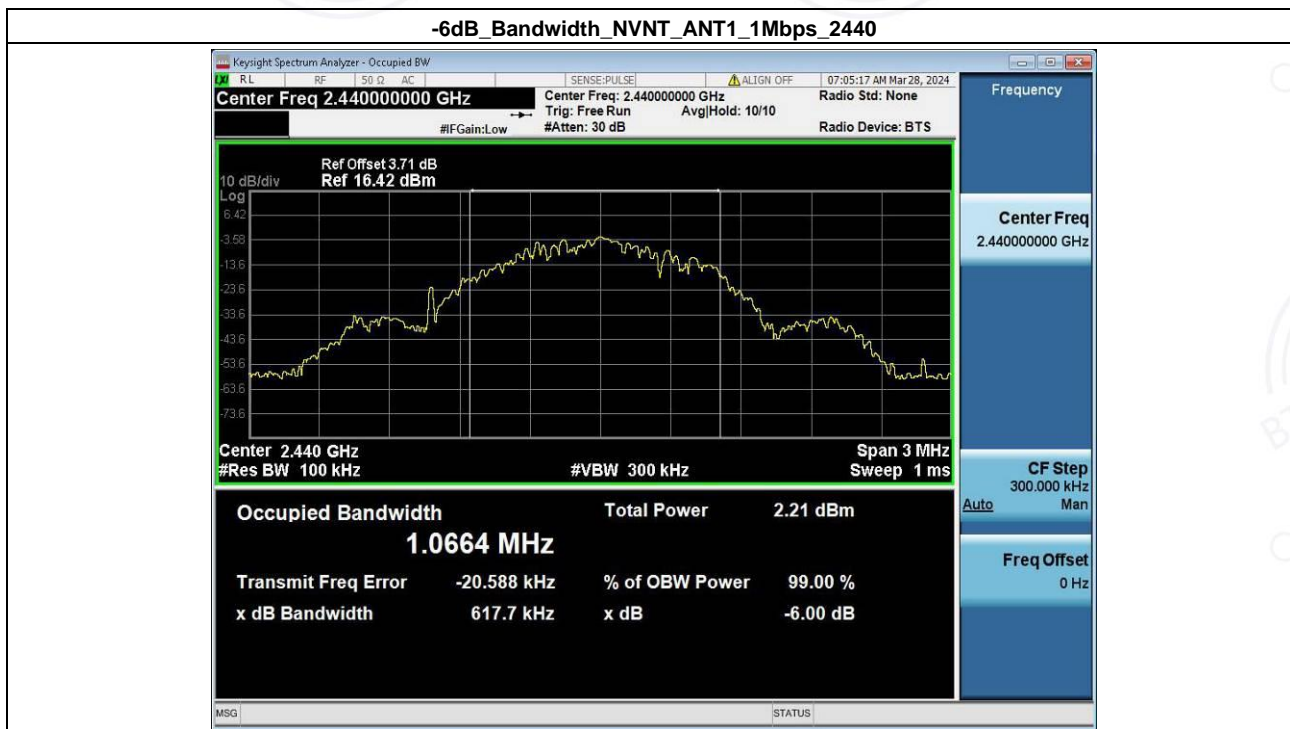 -6dB_Bandwidth_NVNT_ANT1_1Mbps_2440
Keysight Spectrum Analyzer - Occupied BW
RL RF 50 Ω AC SENSE:PULSE ALIGN OFF 07:05:17 AM Mar 28, 2024
Center Freq 2.440000000 GHz Center Freq: 2.440000000 GHz Radio Std: None
Trig: Free Run Avg|Hold: 10/10
#IFGain:Low #Atten: 30 dB Radio Device: BTS
Ref Offset 3.71 dB
10 dB/div Ref 16.42 dBm
Log
6.42
-3.58
-13.6
-23.6
-33.6
-43.6
-53.6
-63.6
-73.6
Center 2.440 GHz Span 3 MHz
#Res BW 100 kHz #VBW 300 kHz Sweep 1 ms
Occupied Bandwidth Total Power 2.21 dBm
1.0664 MHz
Transmit Freq Error -20.588 kHz % of OBW Power 99.00 %
x dB Bandwidth 617.7 kHz x dB -6.00 dB
MSG STATUS
Frequency
Center Freq
2.440000000 GHz
CF Step
300.000 kHz
Auto Man
Freq Offset
0 Hz